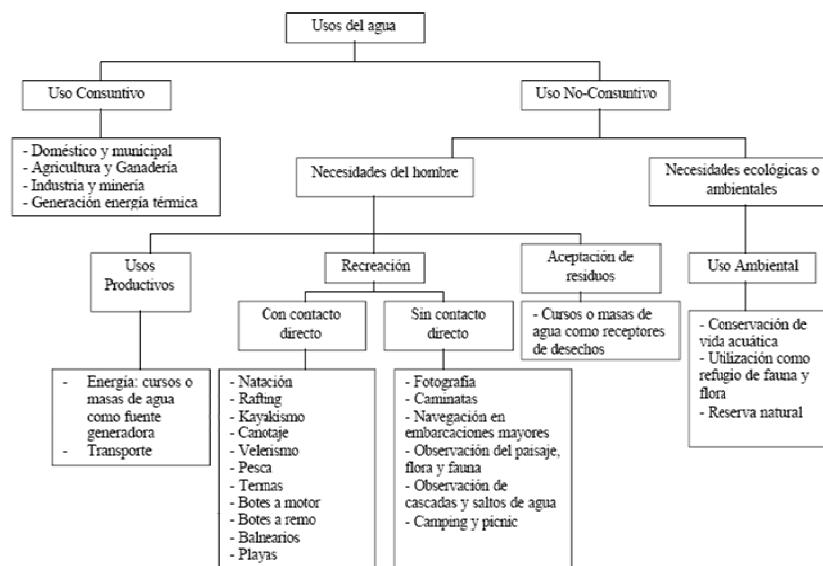 Usos del agua
Uso Consuntivo
- Doméstico y municipal
- Agricultura y Ganadería
- Industria y minería
- Generación energía térmica
Uso No-Consuntivo
Necesidades del hombre
Necesidades ecológicas o
ambientales
Usos
Productivos
Recreación
Aceptación de
residuos
Uso Ambiental
- Energía: cursos o
masas de agua
como fuente
generadora
- Transporte
Con contacto
directo
- Natación
- Rafting
- Kayakismo
- Canotaje
- Velerismo
- Pesca
- Termas
- Botes a motor
- Botes a remo
- Balnearios
- Playas
Sin contacto
directo
- Fotografía
- Caminatas
- Navegación en
embarcaciones mayores
- Observación del paisaje,
flora y fauna
- Observación de
cascadas y saltos de agua
- Camping y picnic
- Cursos o masas de
agua como receptores
de desechos
- Conservación de
vida acuática
- Utilización como
refugio de fauna y
flora
- Reserva natural